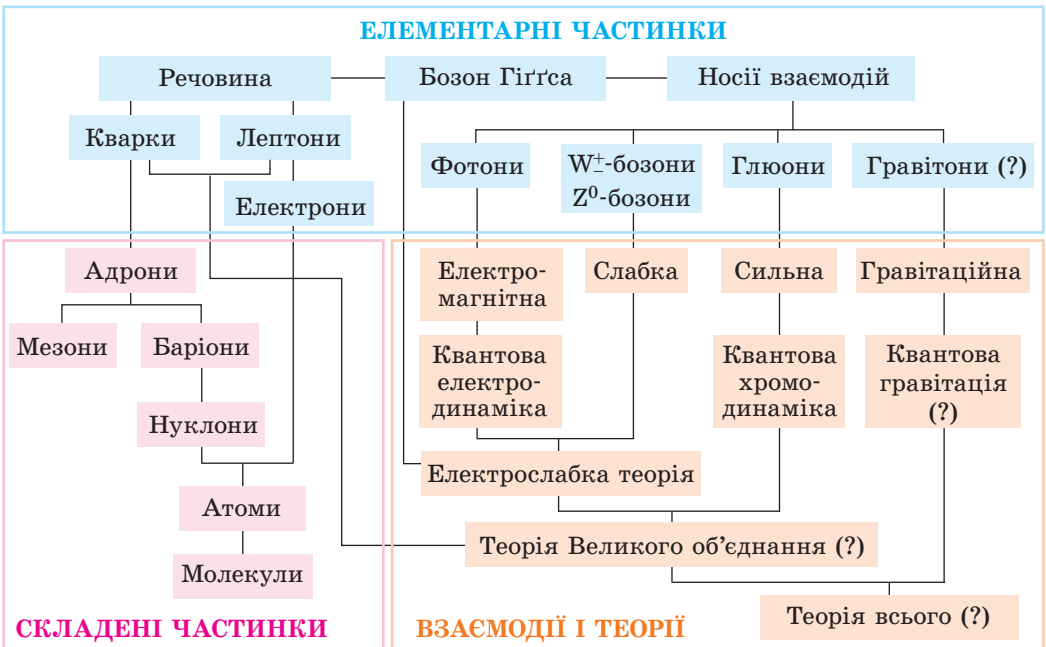 ЕЛЕМЕНТАРНІ ЧАСТИНКИ
Речовина
Бозон Гіґґса
Носії взаємодій
Кварки
Лептони
Електрони
Фотони
W±-бозони
Z⁰-бозони
Глюони
Гравітони (?)
Адрони
Мезони
Баріони
Нуклони
Атоми
Молекули
СКЛАДЕНІ ЧАСТИНКИ
Електро-
магнітна
Слабка
Сильна
Гравітаційна
Квантова
електро-
динаміка
Квантова
хромо-
динаміка
Квантова
гравітація
(?)
Електрослабка теорія
Теорія Великого об’єднання (?)
Теорія всього (?)
ВЗАЄМОДІЇ І ТЕОРІЇ